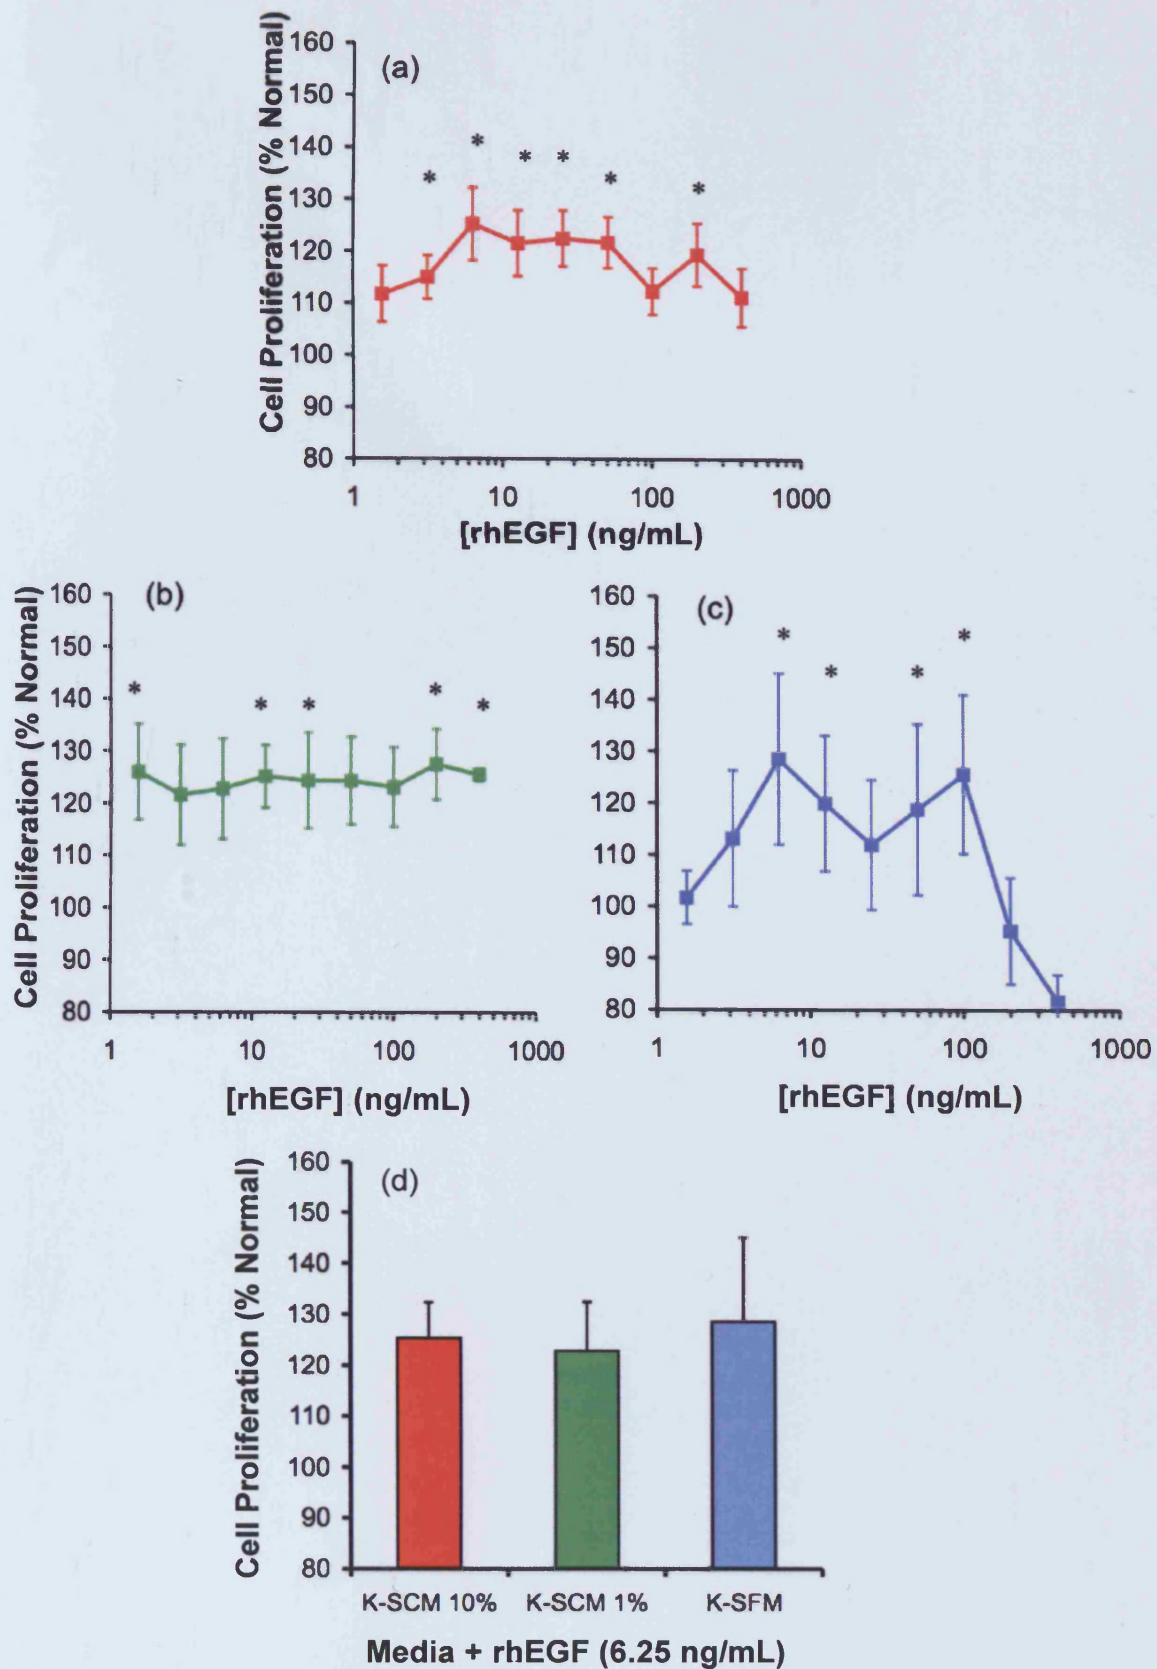 (a)
Cell Proliferation (% Normal)
160
150
140
130
120
110
100
90
80
* * * * * *
1 10 100 1000
[rhEGF] (ng/mL)
(b)
Cell Proliferation (% Normal)
160
150
140
130
120
110
100
90
80
* * * * *
1 10 100 1000
[rhEGF] (ng/mL)
(c)
160
150
140
130
120
110
100
90
80
* * * *
1 10 100 1000
[rhEGF] (ng/mL)
(d)
Cell Proliferation (% Normal)
160
150
140
130
120
110
100
90
80
K-SCM 10% K-SCM 1% K-SFM
Media + rhEGF (6.25 ng/mL)